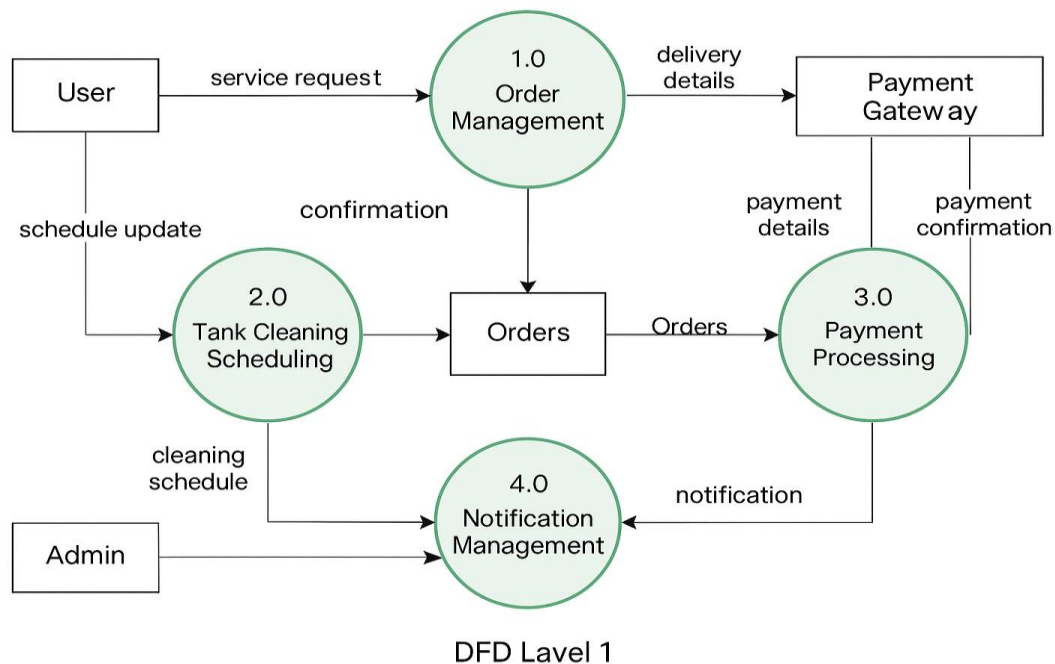 User
service request
1.0
Order
Management
delivery
details
Payment
Gateway
schedule update
confirmation
payment
details
payment
confirmation
2.0
Tank Cleaning
Scheduling
Orders
Orders
3.0
Payment
Processing
cleaning
schedule
4.0
Notification
Management
notification
Admin
DFD Lavel 1